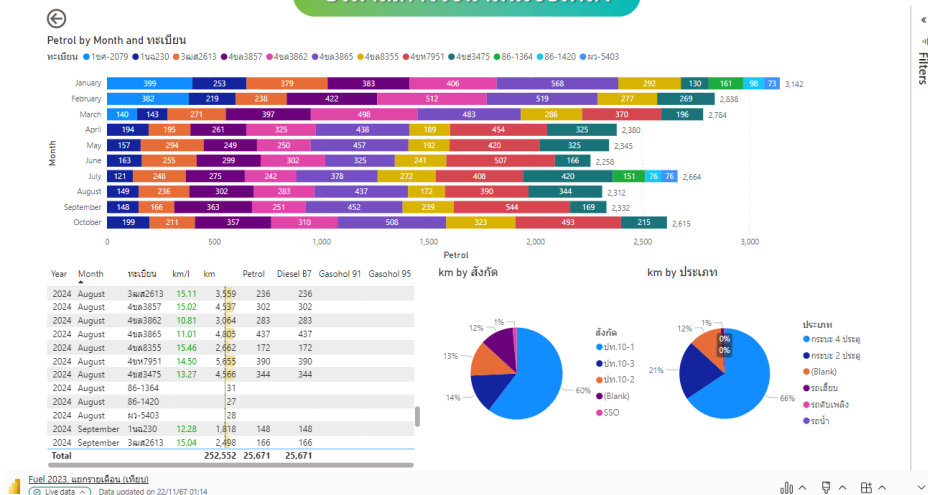 Petrol by Month and ทะเบียน
ทะเบียน 1ขศ-2079 1นฉ230 3ฒศ2613 4ขล3857 4ขล3862 4ขล3865 4ขล8355 4ขห7951 4ขฮ3475 86-1364 86-1420 ผว-5403
Filters
January 399 253 379 383 406 568 292 130 161 98 73 3,142
February 382 219 238 422 512 519 277 269 2,838
March 140 143 271 397 498 483 286 370 196 2,784
April 194 195 261 325 438 189 454 325 2,380
May 157 294 249 250 457 192 420 325 2,345
Month
June 163 255 299 302 325 241 507 166 2,258
July 121 248 275 242 378 272 408 420 151 76 76 2,664
August 149 236 302 283 437 172 390 344 2,312
September 148 166 363 251 452 239 544 169 2,332
October 199 211 357 310 508 323 493 215 2,615
0 500 1,000 1,500 2,000 2,500 3,000
Petrol
Year Month ทะเบียน km/l km Petrol Diesel B7 Gasohol 91 Gasohol 95
2024 August 3ฒศ2613 15.11 3,559 236 236
2024 August 4ขล3857 15.02 4,537 302 302
2024 August 4ขล3862 10.81 3,064 283 283
2024 August 4ขล3865 11.01 4,805 437 437
2024 August 4ขล8355 15.46 2,662 172 172
2024 August 4ขห7951 14.50 5,655 390 390
2024 August 4ขฮ3475 13.27 4,566 344 344
2024 August 86-1364 31
2024 August 86-1420 27
2024 August ผว-5403 28
2024 September 1นฉ230 12.28 1,818 148 148
2024 September 3ฒศ2613 15.04 2,498 166 166
Total 252,552 25,671 25,671
km by สังกัด
1%
12%
13%
14%
60%
สังกัด
ปท.10-1
ปท.10-3
ปท.10-2
(Blank)
SSO
km by ประเภท
1%
12%
0%
0%
21%
66%
ประเภท
กระบะ 4 ประตู
กระบะ 2 ประตู
(Blank)
รถเฮี๊ยบ
รถดับเพลิง
รถน้ำ
Fuel 2023. แยกรายเดือน (เทียบ)
Live data Data updated on 22/11/67 01:14